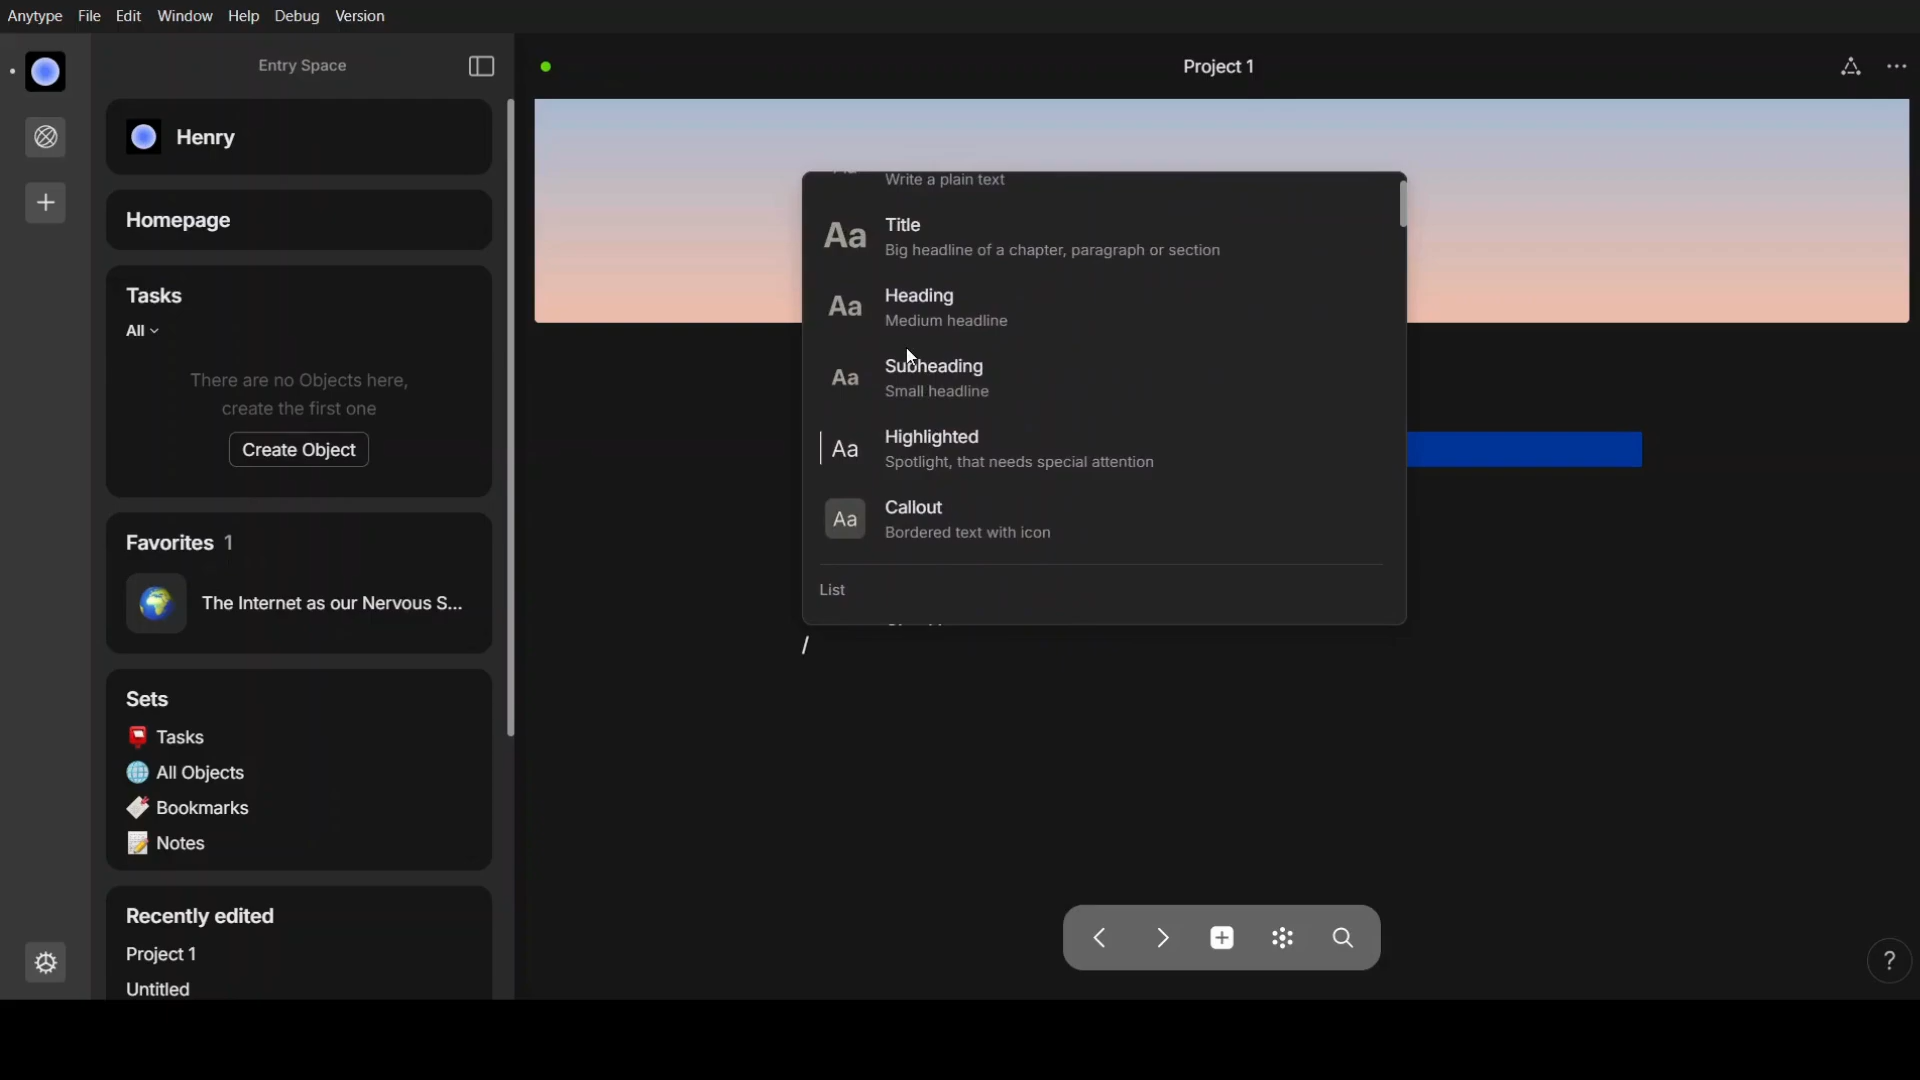 Anytype File Edit Window Help Debug Version
Entry Space
Project 1
Henry
Homepage
Tasks
All
There are no Objects here,
create the first one
Create Object
Favorites 1
The Internet as our Nervous S...
Sets
Tasks
All Objects
Bookmarks
Notes
Recently edited
Project 1
Untitled
Write a plain text
Aa Title
Big headline of a chapter, paragraph or section
Aa Heading
Medium headline
Aa Subheading
Small headline
Aa Highlighted
Spotlight, that needs special attention
Aa Callout
Bordered text with icon
List
/
?